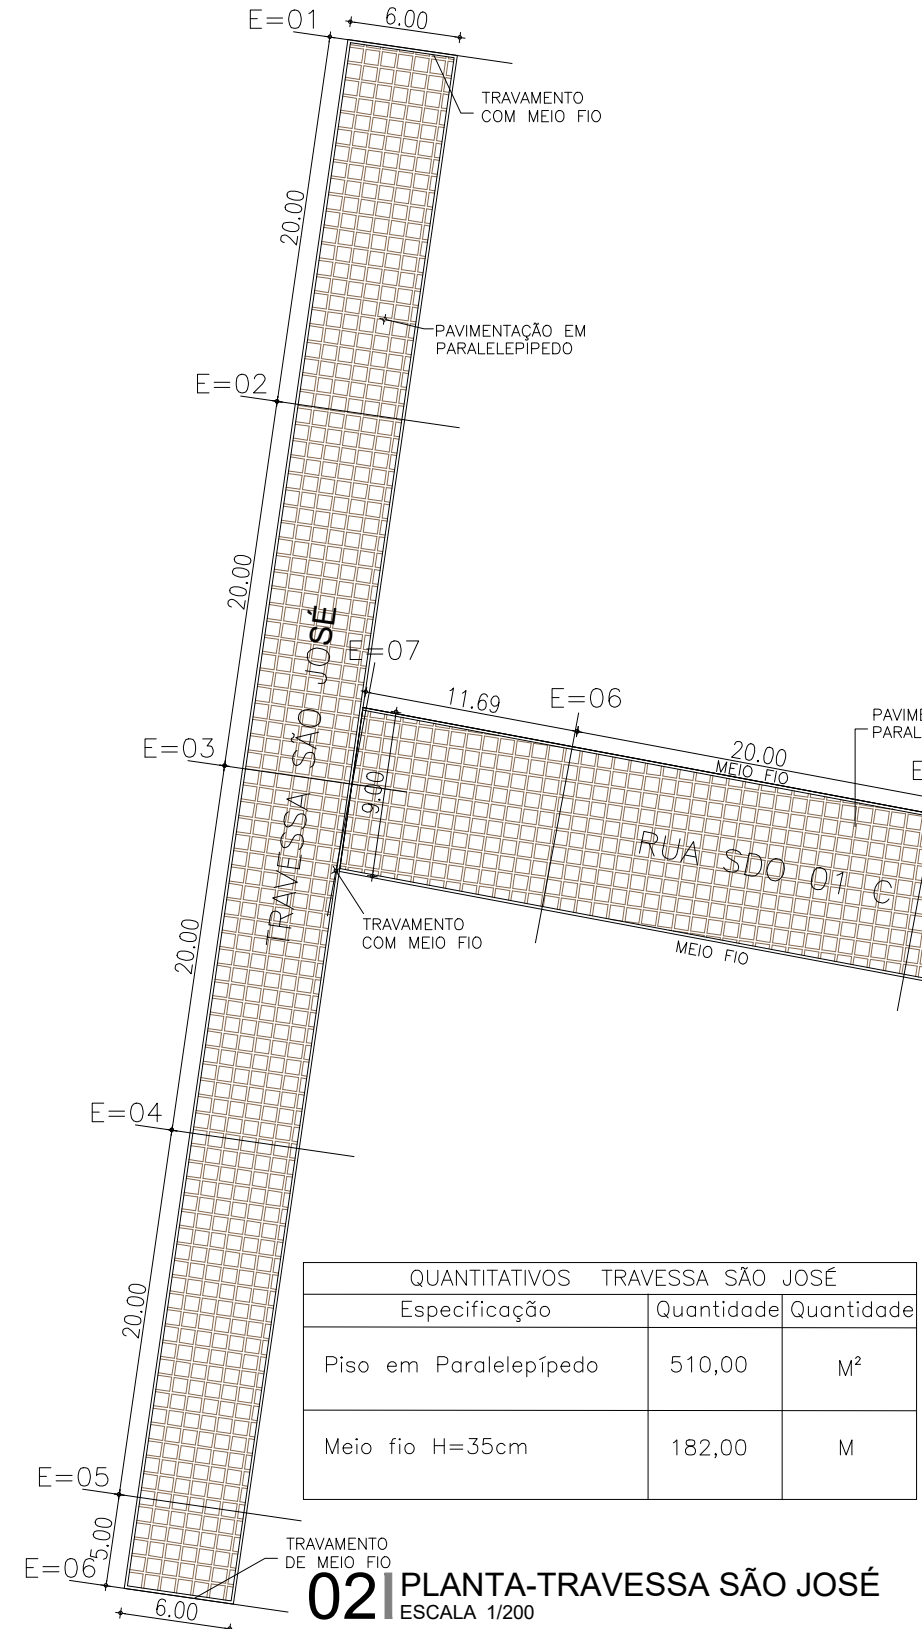 E=01
6.00
TRAVAMENTO
COM MEIO FIO
20.00
PAVIMENTAÇÃO EM
PARALELEPÍPEDO
E=02
20.00
TRAVESSA SÃO JOSÉ
E=07
11.69
E=06
20.00
MEIO FIO
PAVIME
PARAL
E
E=03
9.00
RUA SDO 01 C
TRAVAMENTO
COM MEIO FIO
MEIO FIO
20.00
E=04
20.00
QUANTITATIVOS TRAVESSA SÃO JOSÉ
Especificação Quantidade Quantidade
Piso em Paralelepípedo 510,00 M²
Meio fio H=35cm 182,00 M
E=05
5.00
E=06
TRAVAMENTO
DE MEIO FIO
6.00
02 PLANTA-TRAVESSA SÃO JOSÉ
ESCALA 1/200